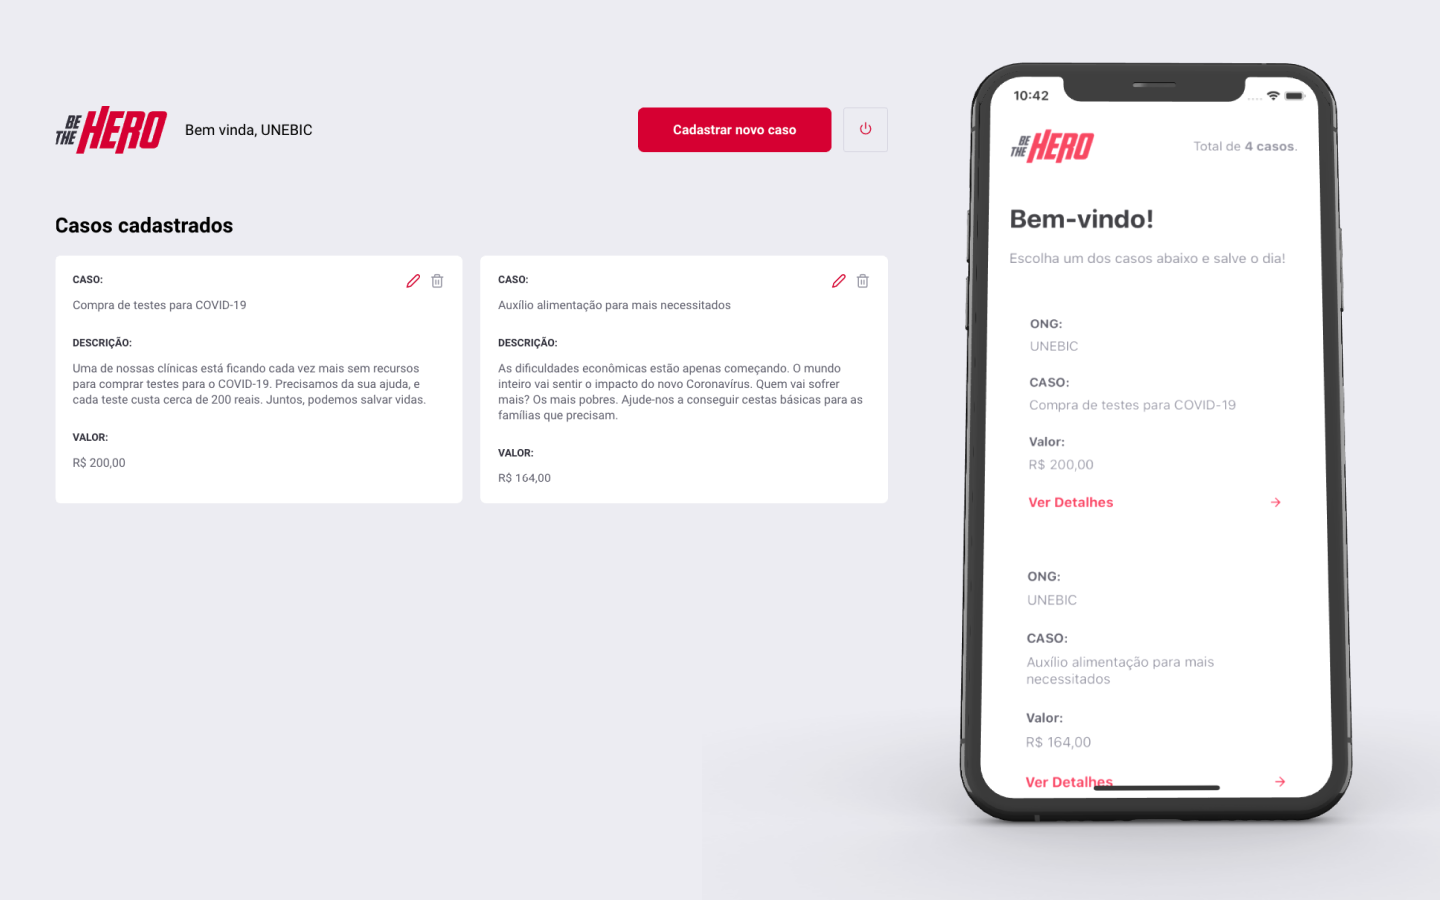 BE
THE HERO
Bem vinda, UNEBIC
Cadastrar novo caso
Casos cadastrados
CASO:
Compra de testes para COVID-19
DESCRIÇÃO:
Uma de nossas clínicas está ficando cada vez mais sem recursos
para comprar testes para o COVID-19. Precisamos da sua ajuda, e
cada teste custa cerca de 200 reais. Juntos, podemos salvar vidas.
VALOR:
R$ 200,00
CASO:
Auxílio alimentação para mais necessitados
DESCRIÇÃO:
As dificuldades econômicas estão apenas começando. O mundo
inteiro vai sentir o impacto do novo Coronavírus. Quem vai sofrer
mais? Os mais pobres. Ajude-nos a conseguir cestas básicas para as
famílias que precisam.
VALOR:
R$ 164,00
10:42
BE
THE HERO
Total de 4 casos.
Bem-vindo!
Escolha um dos casos abaixo e salve o dia!
ONG:
UNEBIC
CASO:
Compra de testes para COVID-19
Valor:
R$ 200,00
Ver Detalhes
ONG:
UNEBIC
CASO:
Auxílio alimentação para mais
necessitados
Valor:
R$ 164,00
Ver Detalhes